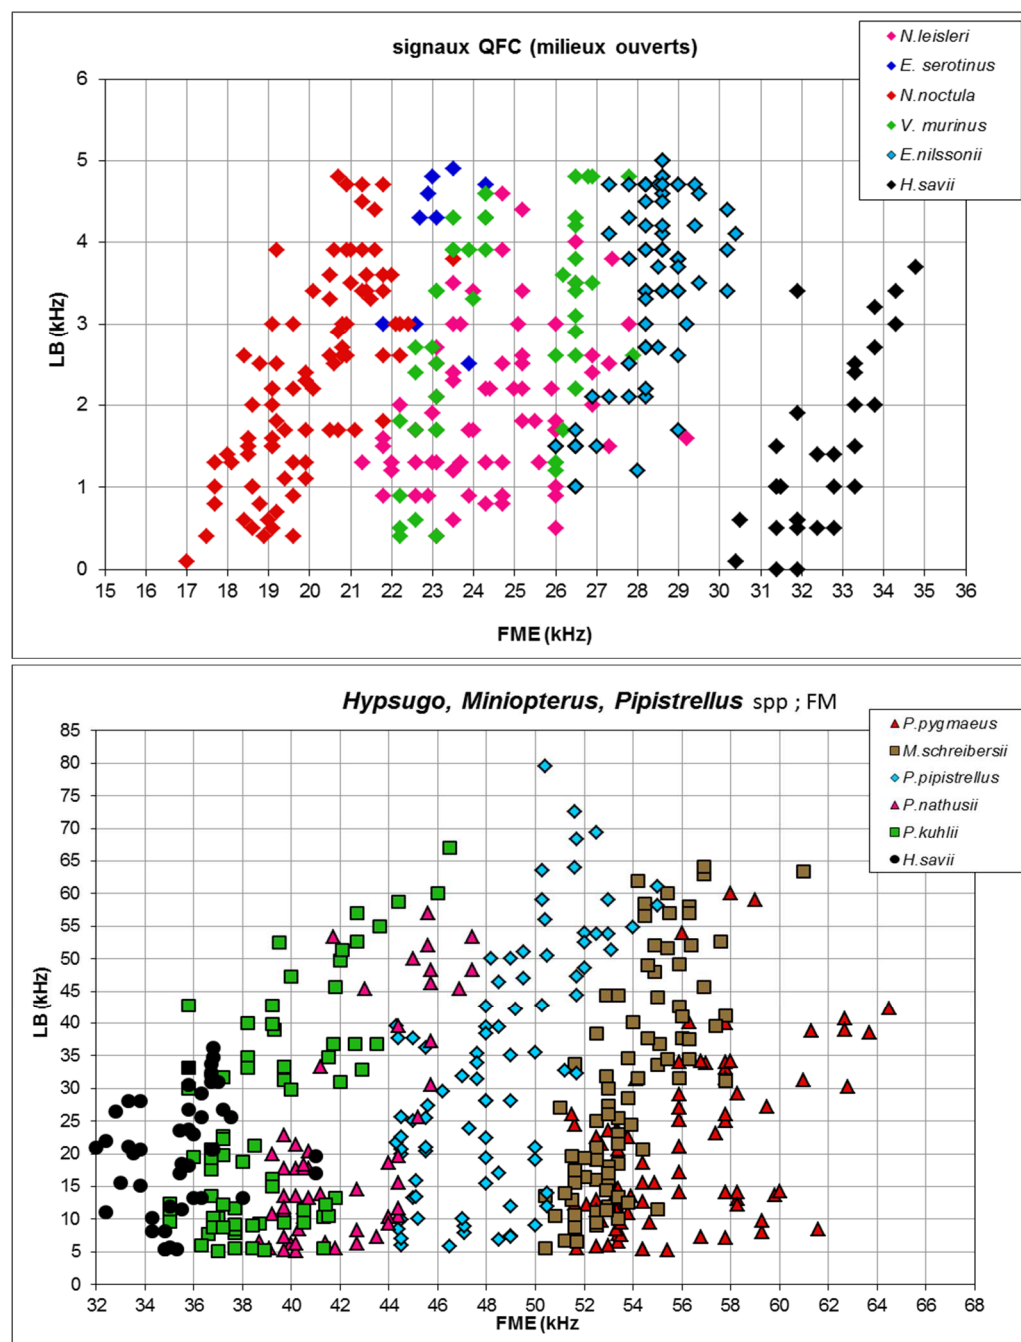 signaux QFC (milieux ouverts)
N.leisleri
E. serotinus
N.noctula
V. murinus
E.nilssonii
H.savii
LB (kHz)
6
5
4
3
2
1
0
15 16 17 18 19 20 21 22 23 24 25 26 27 28 29 30 31 32 33 34 35 36
FME (kHz)
Hypsugo, Miniopterus, Pipistrellus spp ; FM
P.pygmaeus
M.schreibersii
P.pipistrellus
P.nathusii
P.kuhlii
H.savii
LB (kHz)
85
80
75
70
65
60
55
50
45
40
35
30
25
20
15
10
5
0
32 34 36 38 40 42 44 46 48 50 52 54 56 58 60 62 64 66 68
FME (kHz